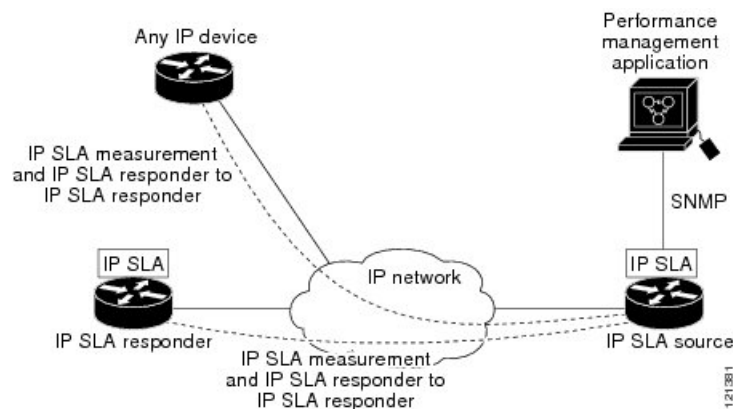 Any IP device
Performance
management
application
IP SLA measurement
and IP SLA responder to
IP SLA responder
SNMP
IP SLA
IP network
IP SLA
IP SLA responder
IP SLA source
IP SLA measurement
and IP SLA responder to
IP SLA responder
121381